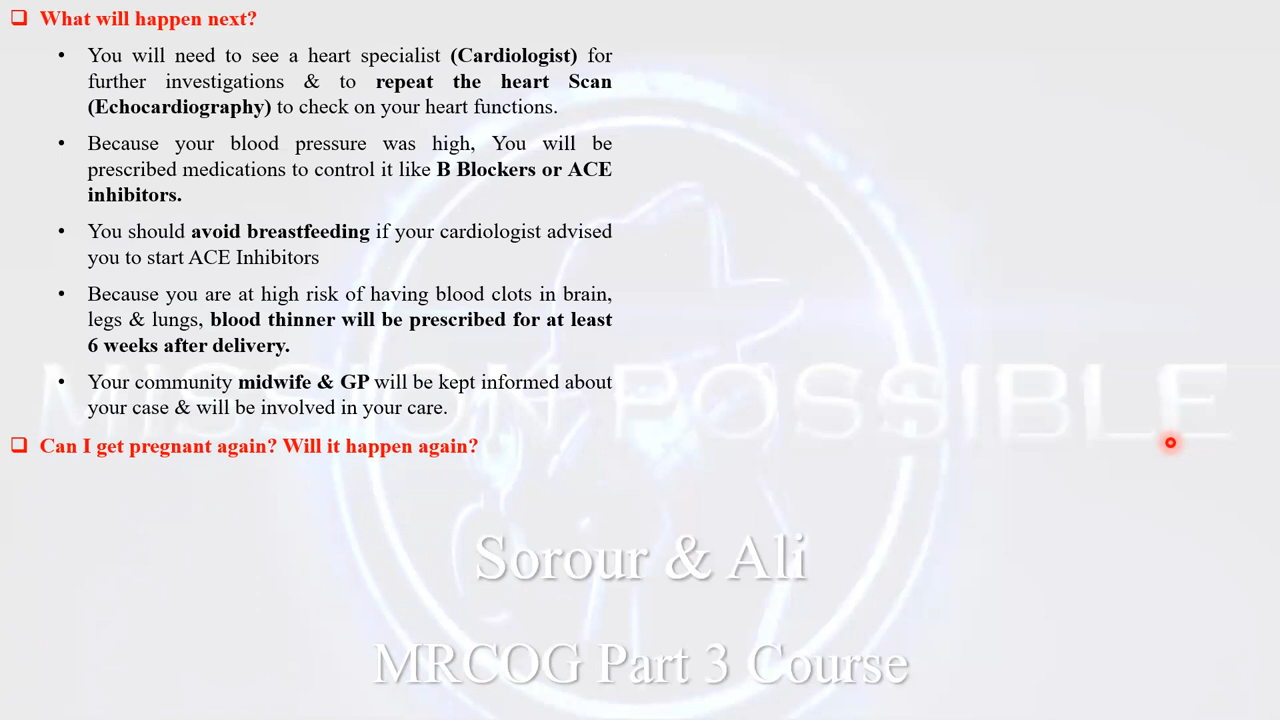 ❑ What will happen next?
• You will need to see a heart specialist (Cardiologist) for
further investigations & to repeat the heart Scan
(Echocardiography) to check on your heart functions.
• Because your blood pressure was high, You will be
prescribed medications to control it like B Blockers or ACE
inhibitors.
• You should avoid breastfeeding if your cardiologist advised
you to start ACE Inhibitors
• Because you are at high risk of having blood clots in brain,
legs & lungs, blood thinner will be prescribed for at least
6 weeks after delivery.
• Your community midwife & GP will be kept informed about
your case & will be involved in your care.
MISSION POSSIBLE
❑ Can I get pregnant again? Will it happen again?
Sorour & Ali
MRCOG Part 3 Course